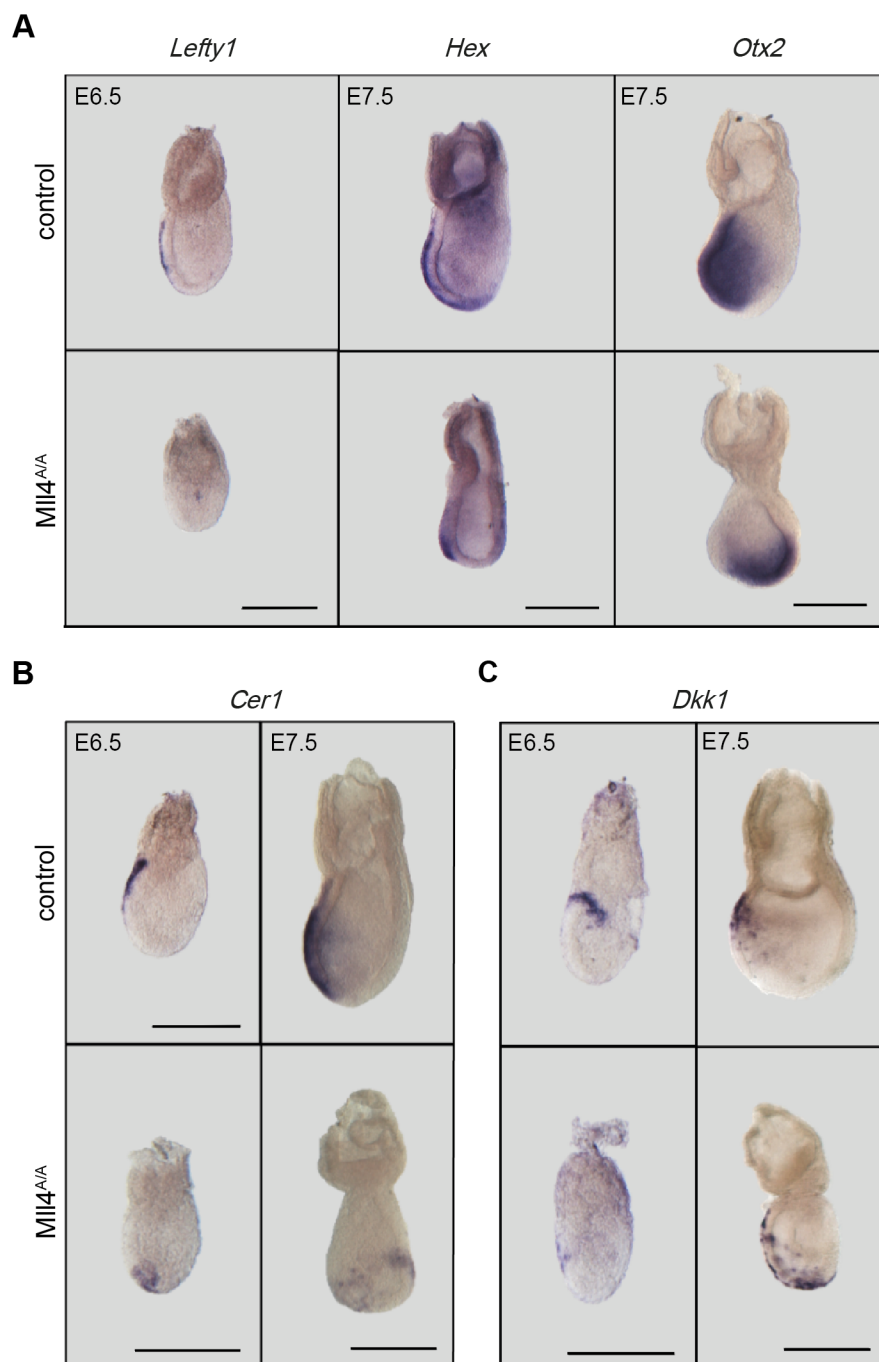 A
Lefty1 Hex Otx2
E6.5 E7.5 E7.5
control
Mll4A/A
B
Cer1
E6.5 E7.5
control
Mll4A/A
C
Dkk1
E6.5 E7.5